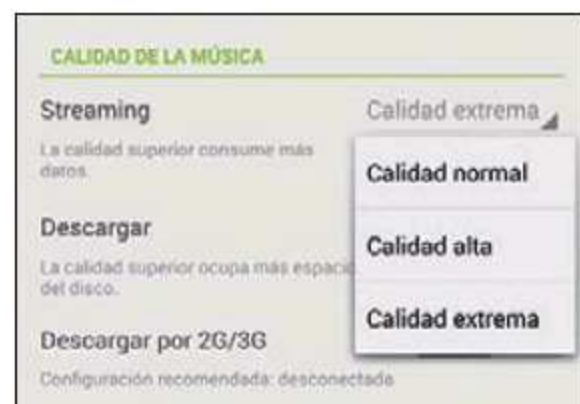 CALIDAD DE LA MÚSICA
Streaming
Calidad extrema
La calidad superior consume más
datos.
Calidad normal
Descargar
Calidad alta
La calidad superior ocupa más espacio
del disco.
Calidad extrema
Descargar por 2G/3G
Configuración recomendada: desconectada